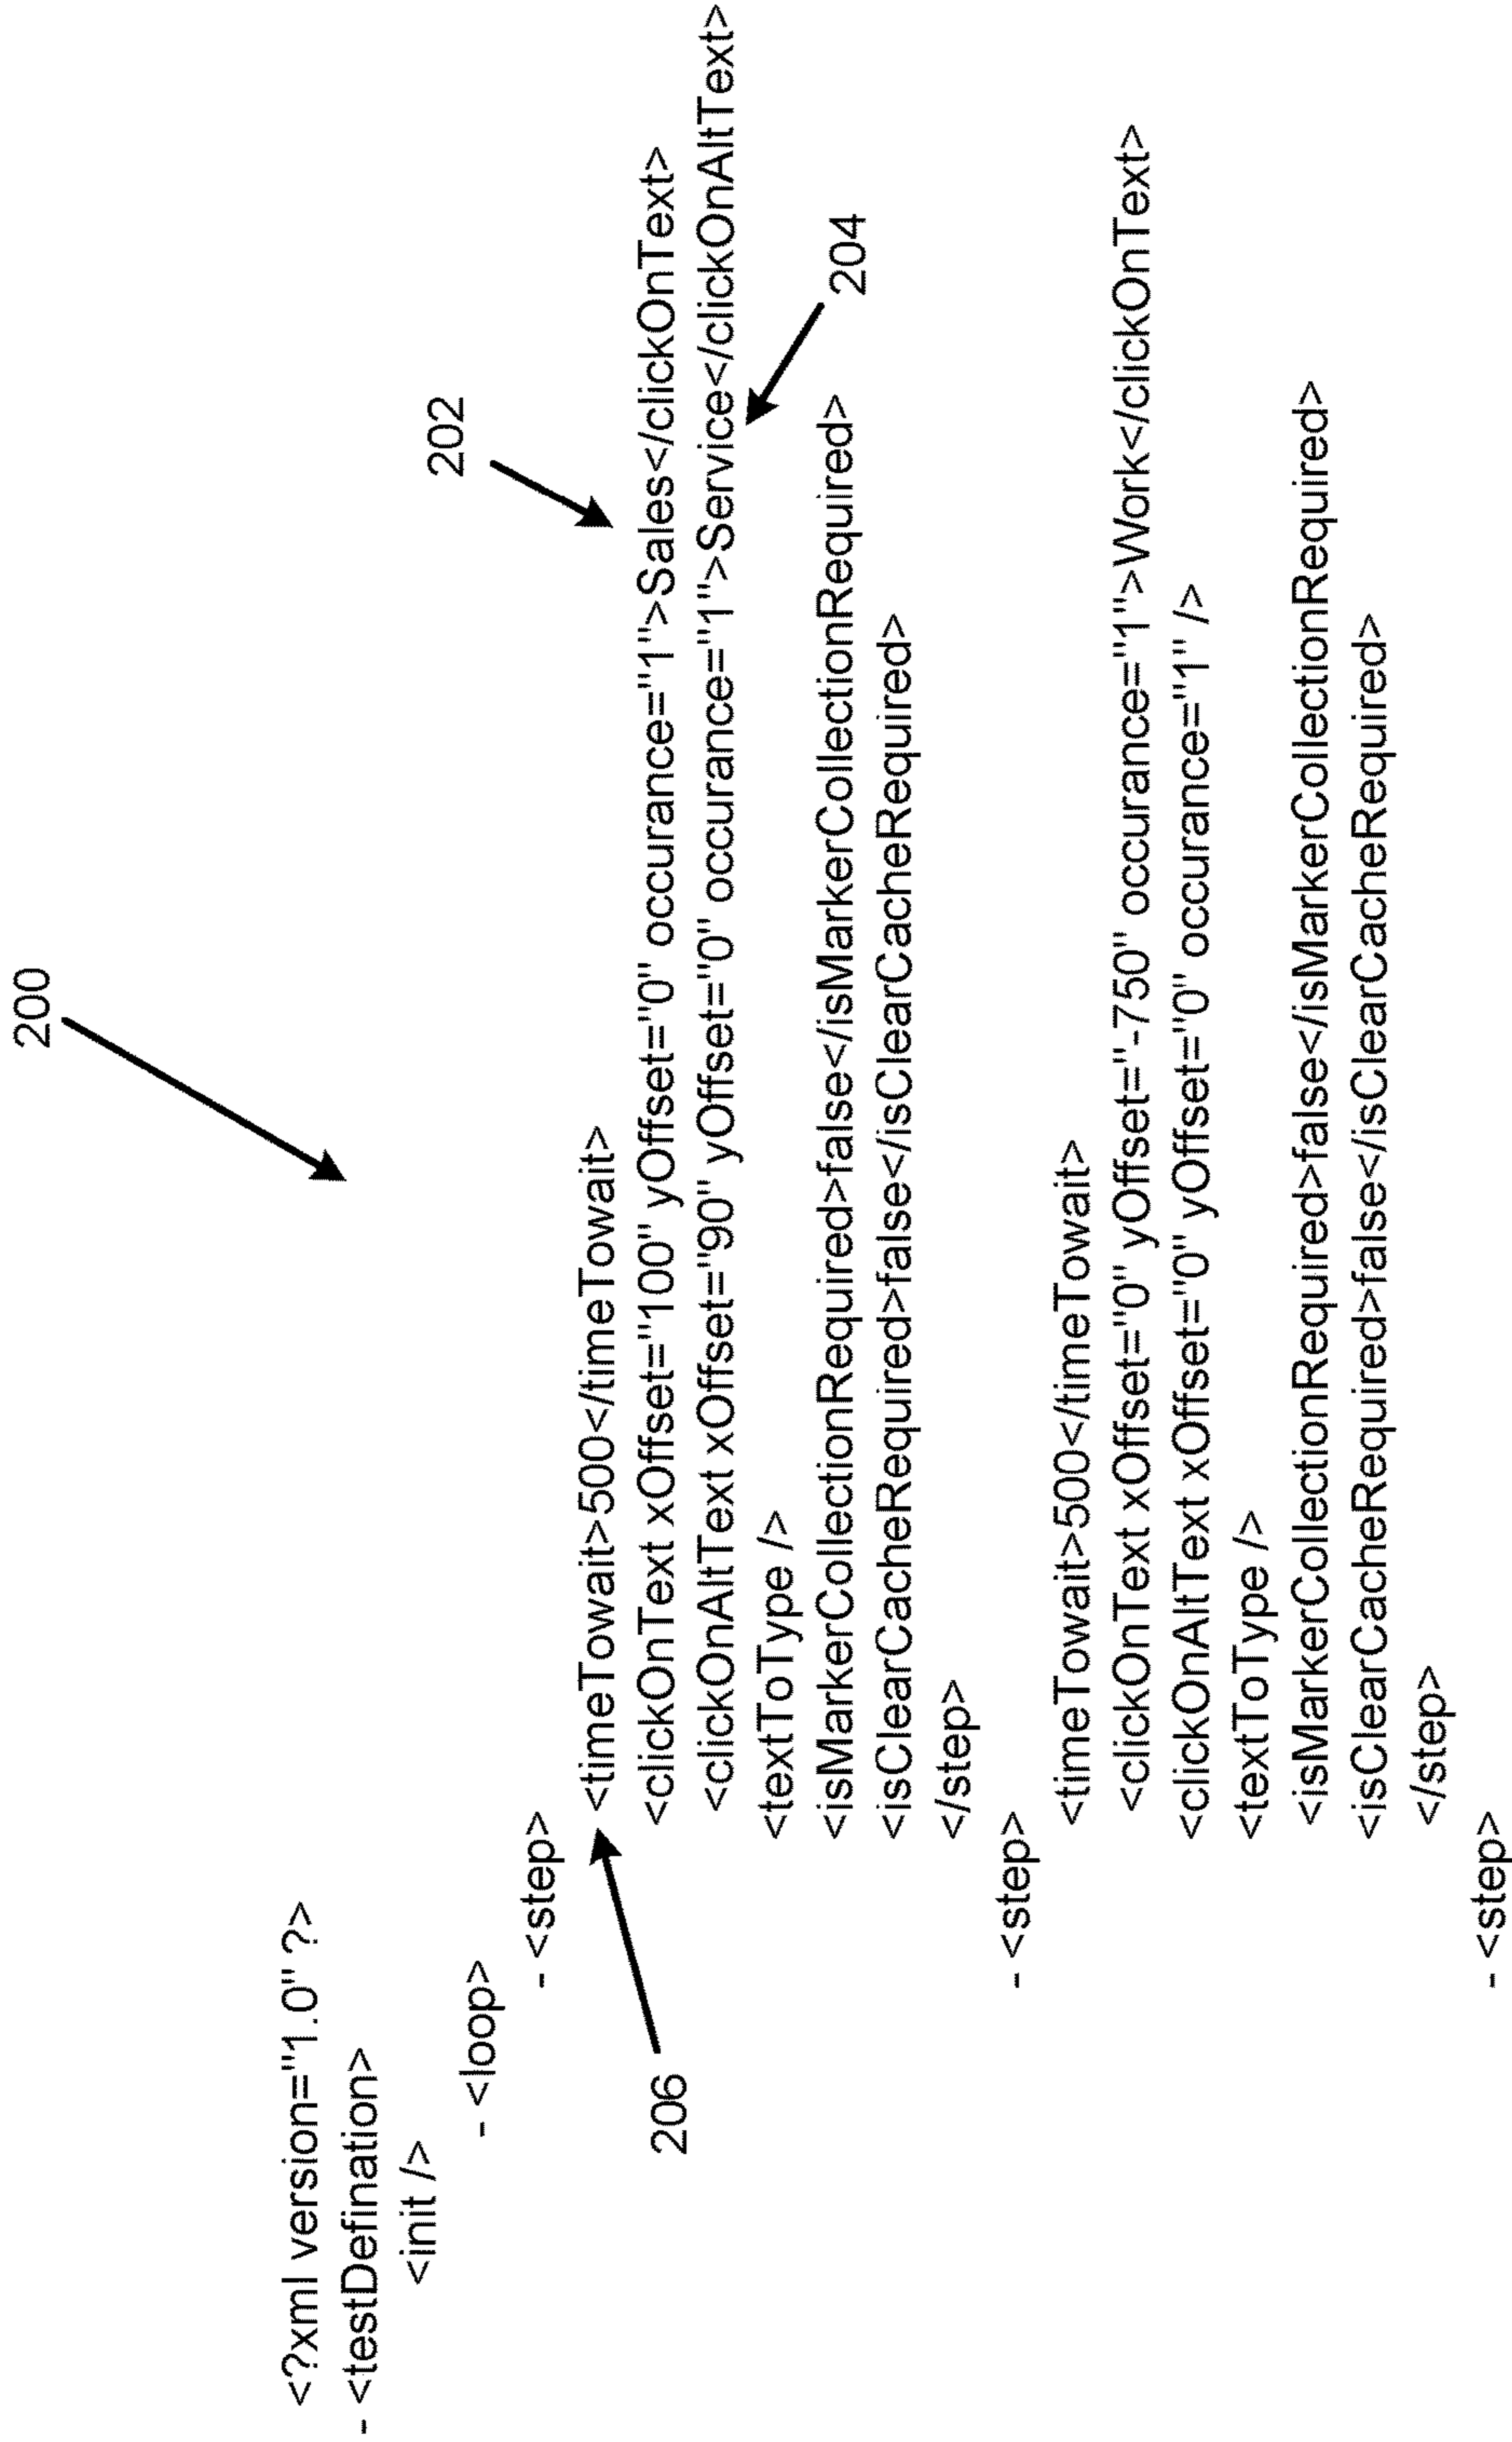 200
<?xml version="1.0" ?>
- <testDefination>
<init />
202
- <loop>
- <step>
<timeTowait>500</timeTowait>
<clickOnText xOffset="100" yOffset="0" occurance="1">Sales</clickOnText>
206
<clickOnAltText xOffset="90" yOffset="0" occurance="1">Service</clickOnAltText>
<textToType />
<isMarkerCollectionRequired>false</isMarkerCollectionRequired>
204
<isClearCacheRequired>false</isClearCacheRequired>
</step>
- <step>
<timeTowait>500</timeTowait>
<clickOnText xOffset="0" yOffset="-750" occurance="1">Work</clickOnText>
<clickOnAltText xOffset="0" yOffset="0" occurance="1" />
<textToType />
<isMarkerCollectionRequired>false</isMarkerCollectionRequired>
<isClearCacheRequired>false</isClearCacheRequired>
</step>
- <step>